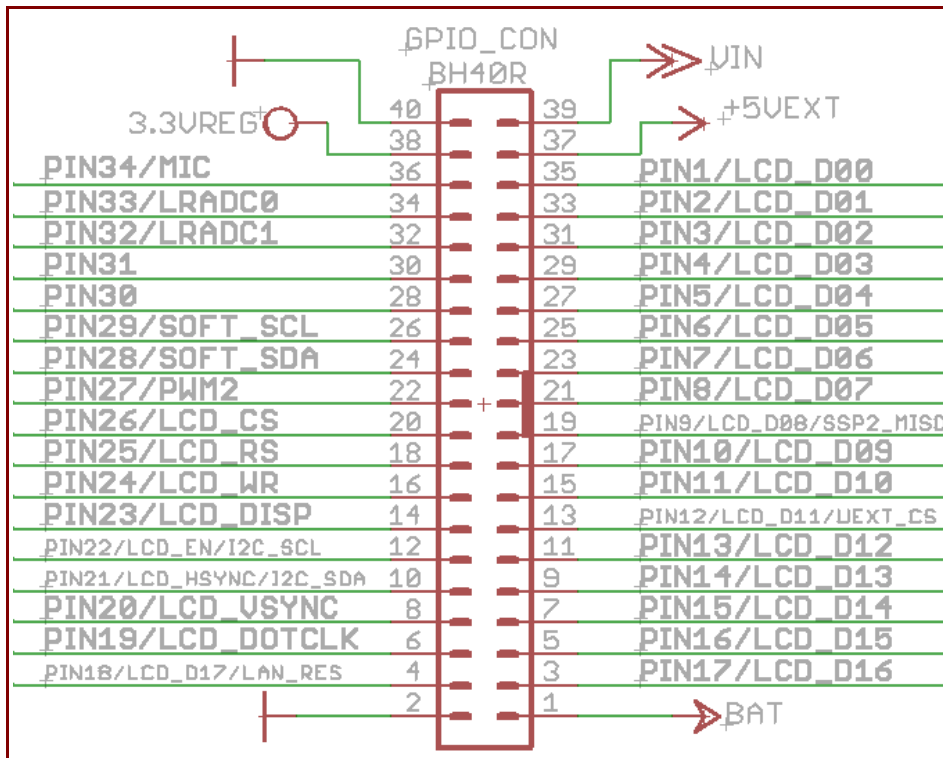 GPIO_CON
BH40R
VIN
+5VEXT
3.3VREG
40 39
38 37
PIN34/MIC 36 35 PIN1/LCD_D00
PIN33/LRADC0 34 33 PIN2/LCD_D01
PIN32/LRADC1 32 31 PIN3/LCD_D02
PIN31 30 29 PIN4/LCD_D03
PIN30 28 27 PIN5/LCD_D04
PIN29/SOFT_SCL 26 25 PIN6/LCD_D05
PIN28/SOFT_SDA 24 23 PIN7/LCD_D06
PIN27/PWM2 22 21 PIN8/LCD_D07
PIN26/LCD_CS 20 19 PIN9/LCD_D08/SSP2_MISO
PIN25/LCD_RS 18 17 PIN10/LCD_D09
PIN24/LCD_WR 16 15 PIN11/LCD_D10
PIN23/LCD_DISP 14 13 PIN12/LCD_D11/UEXT_CS
PIN22/LCD_EN/I2C_SCL 12 11 PIN13/LCD_D12
PIN21/LCD_HSYNC/I2C_SDA 10 9 PIN14/LCD_D13
PIN20/LCD_VSYNC 8 7 PIN15/LCD_D14
PIN19/LCD_DOTCLK 6 5 PIN16/LCD_D15
PIN18/LCD_D17/LAN_RES 4 3 PIN17/LCD_D16
2 1 BAT